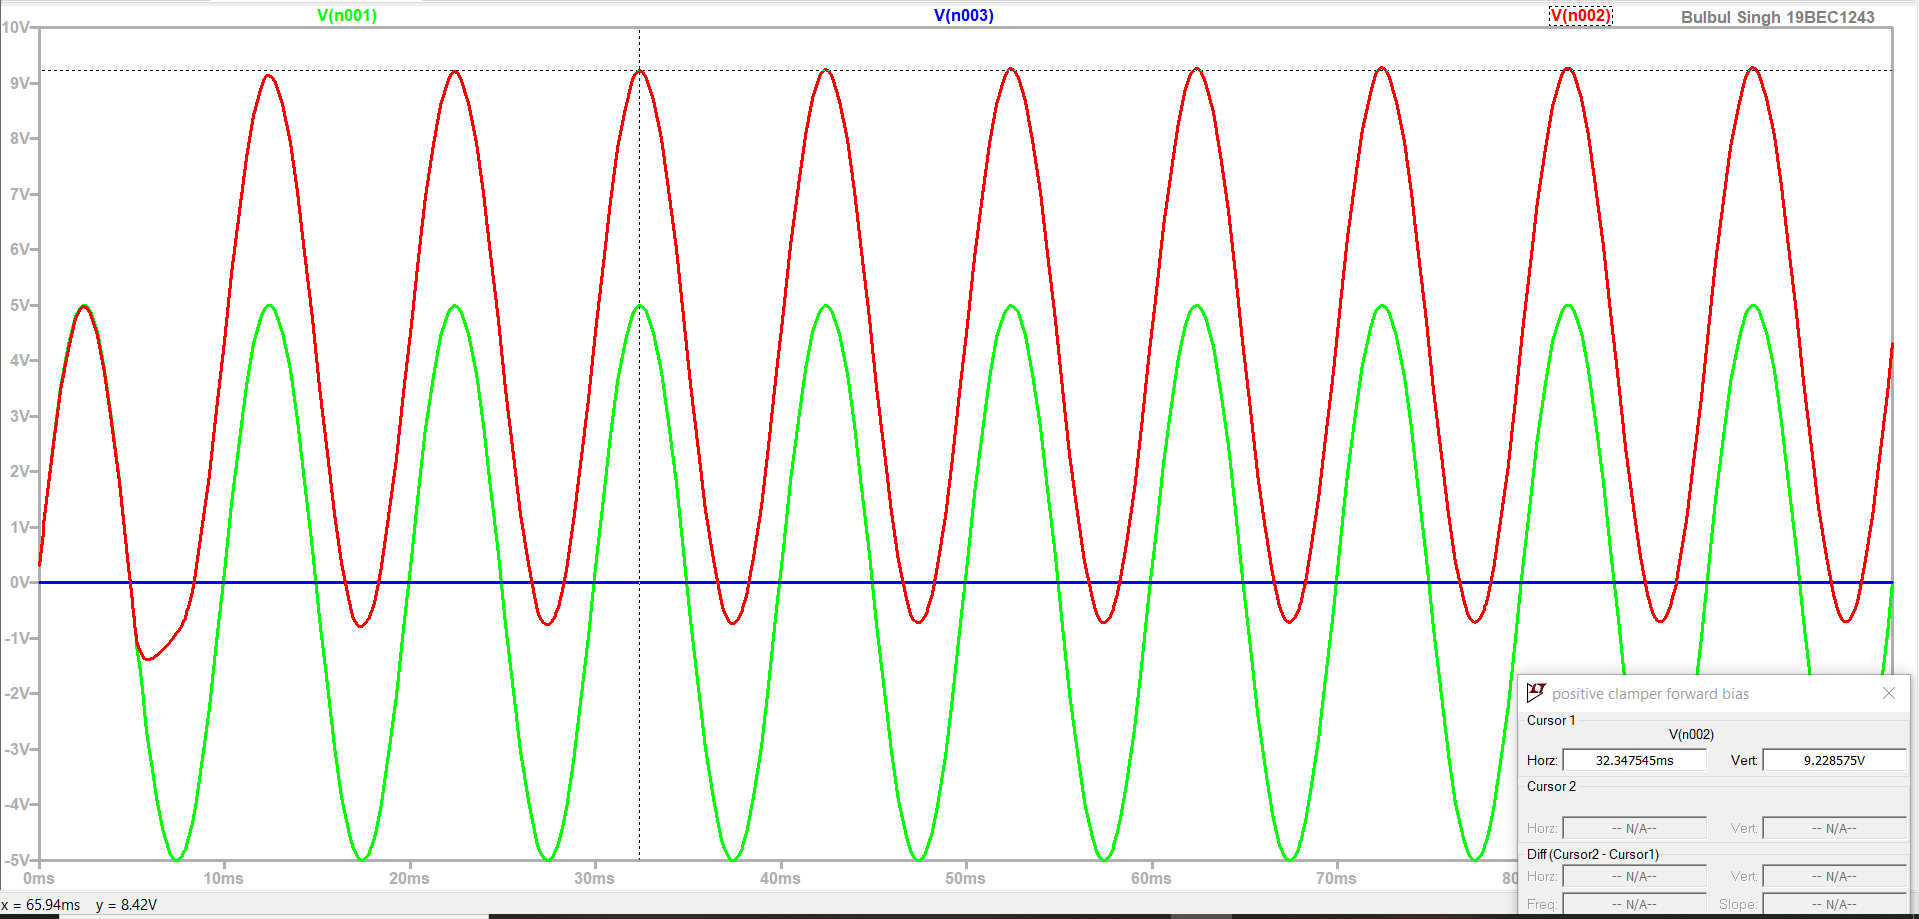 V(n001) V(n003) V(n002) Bulbul Singh 19BEC1243
10V
9V
8V
7V
6V
5V
4V
3V
2V
1V
0V
-1V
-2V
-3V
-4V
-5V
0ms 10ms 20ms 30ms 40ms 50ms 60ms 70ms 80
positive clamper forward bias
Cursor 1
V(n002)
Horz: 32.347545ms Vert: 9.228575V
Cursor 2
Horz: -- N/A-- Vert: -- N/A--
Diff (Cursor2 - Cursor1)
Horz: -- N/A-- Vert: -- N/A--
Freq: -- N/A-- Slope: -- N/A--
x = 65.94ms y = 8.42V